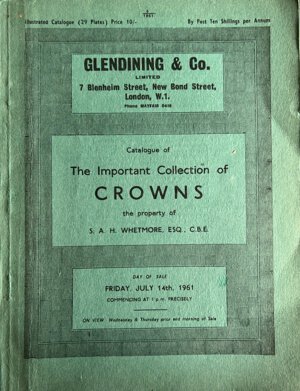 Illustrated Catalogue (29 Plates) Price 10/-
By Post Ten Shillings per Annum
GLENDINING & Co.
LIMITED
7 Blenheim Street, New Bond Street,
London, W.1.
Phone MAYFAIR 2416
Catalogue of
The Important Collection of
CROWNS
the property of
S. A. H. WHETMORE, ESQ., C.B.E.
DAY OF SALE
FRIDAY, JULY 14th, 1961
COMMENCING AT 1 p.m. PRECISELY
ON VIEW: Wednesday & Thursday prior and morning of Sale